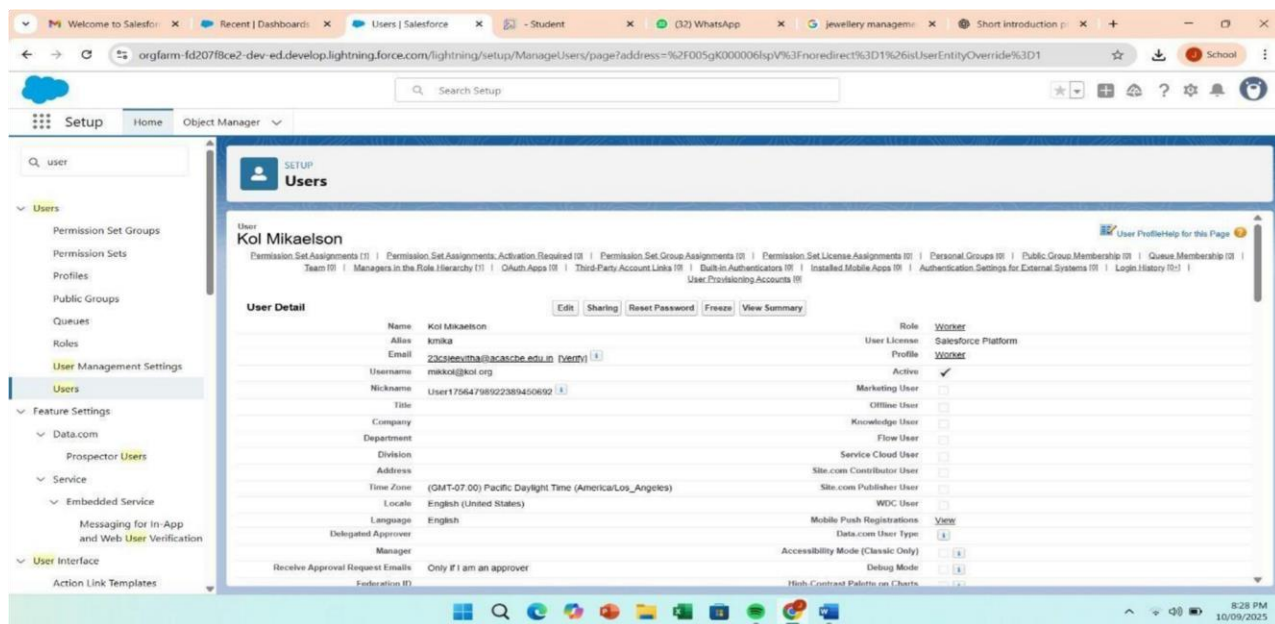 Welcome to Salesfor
Recent | Dashboards
Users | Salesforce
- Student
(32) WhatsApp
jewellery manageme
Short introduction p
orgfarm-fd207f8ce2-dev-ed.develop.lightning.force.com/lightning/setup/ManageUsers/page?address=%2F005gK000006lspV%3Fnoredirect%3D1%26isUserEntityOverride%3D1
School
Search Setup
Setup Home Object Manager
user
SETUP
Users
Users
Permission Set Groups
Permission Sets
Profiles
Public Groups
Queues
Roles
User Management Settings
Users
Feature Settings
Data.com
Prospector Users
Service
Embedded Service
Messaging for In-App
and Web User Verification
User Interface
Action Link Templates
User
Kol Mikaelson
User Profile Help for this Page
Permission Set Assignments [1] | Permission Set Assignments: Activation Required [0] | Permission Set Group Assignments [0] | Permission Set License Assignments [0] | Personal Groups [0] | Public Group Membership [0] | Queue Membership [0] |
Team [0] | Managers in the Role Hierarchy [1] | OAuth Apps [0] | Third-Party Account Links [0] | Built-in Authenticators [0] | Installed Mobile Apps [0] | Authentication Settings for External Systems [0] | Login History [0+] |
User Provisioning Accounts [0]
User Detail Edit Sharing Reset Password Freeze View Summary
Name Kol Mikaelson Role Worker
Alias kmika User License Salesforce Platform
Email 23csjeevitha@acascbe.edu.in [Verify] Profile Worker
Username mikkol@kol.org Active
Nickname User17564798922389450692 Marketing User
Title Offline User
Company Knowledge User
Department Flow User
Division Service Cloud User
Address Site.com Contributor User
Time Zone (GMT-07:00) Pacific Daylight Time (America/Los_Angeles) Site.com Publisher User
Locale English (United States) WDC User
Language English Mobile Push Registrations View
Delegated Approver Data.com User Type
Manager Accessibility Mode (Classic Only)
Receive Approval Request Emails Only if I am an approver Debug Mode
Federation ID High-Contrast Palette on Charts
8:28 PM
10/09/2025